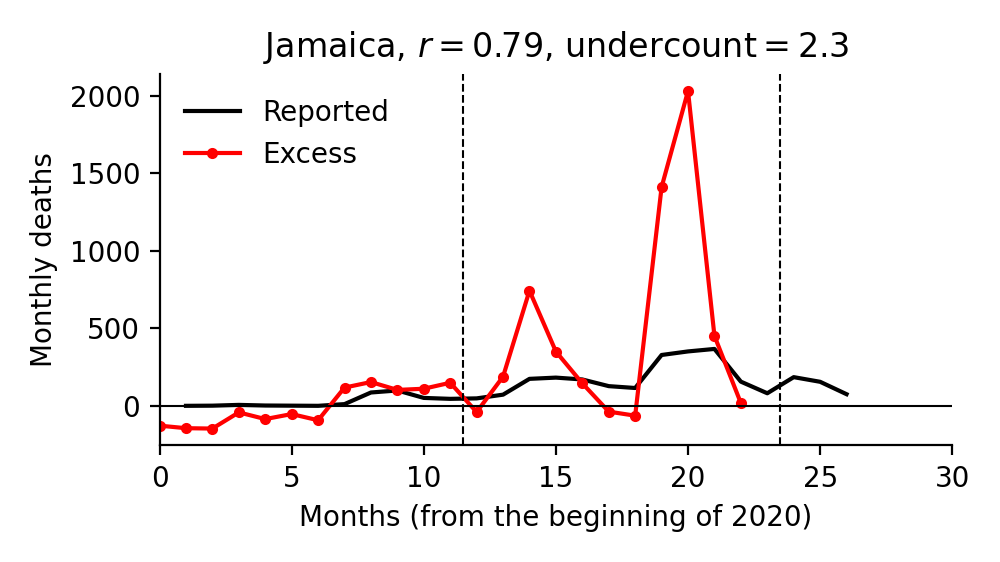 Jamaica, r = 0.79, undercount = 2.3
Reported
Excess
Monthly deaths
2000
1500
1000
500
0
0 5 10 15 20 25 30
Months (from the beginning of 2020)